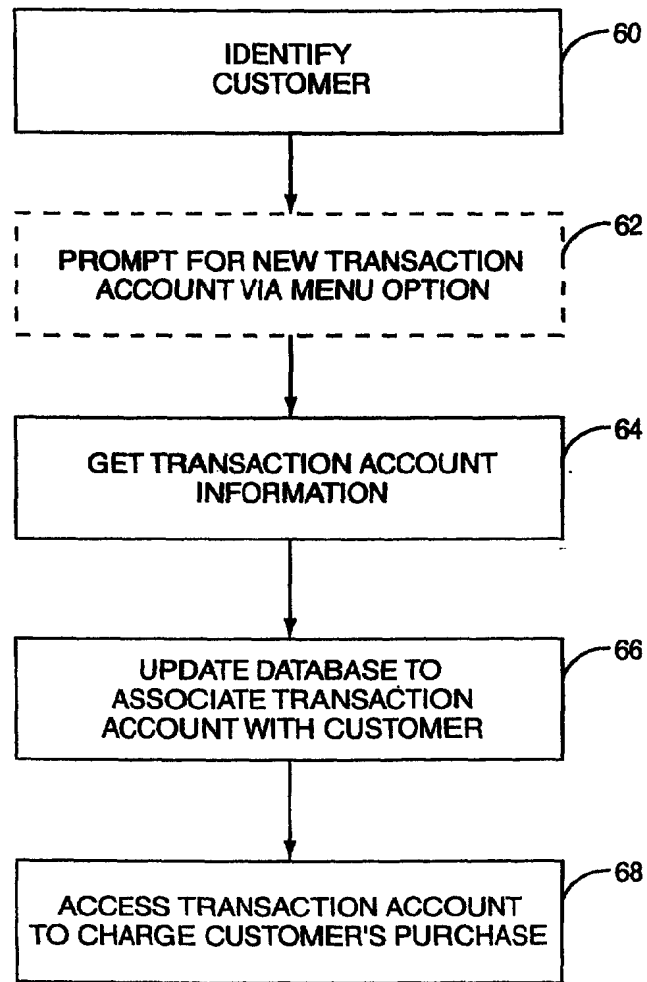 60
IDENTIFY
CUSTOMER
62
PROMPT FOR NEW TRANSACTION
ACCOUNT VIA MENU OPTION
64
GET TRANSACTION ACCOUNT
INFORMATION
66
UPDATE DATABASE TO
ASSOCIATE TRANSACTION
ACCOUNT WITH CUSTOMER
68
ACCESS TRANSACTION ACCOUNT
TO CHARGE CUSTOMER'S PURCHASE